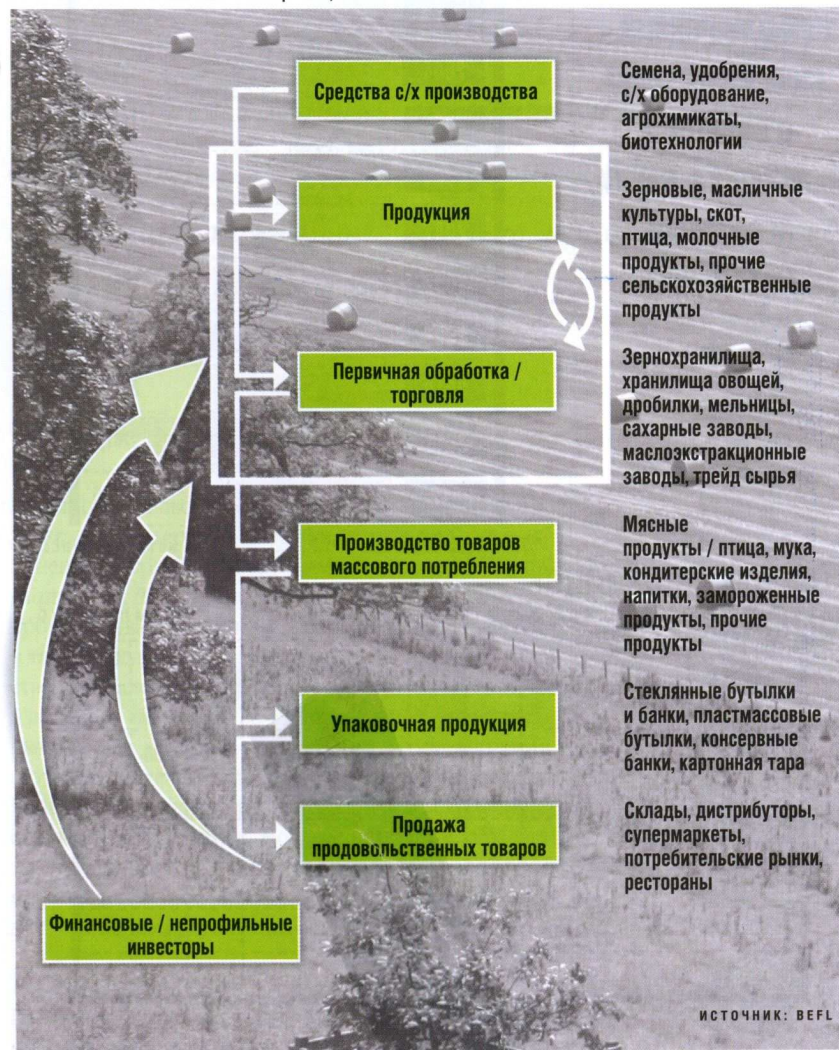 Средства с/х производства
Семена, удобрения,
с/х оборудование,
агрохимикаты,
биотехнологии
Продукция
Зерновые, масличные
культуры, скот,
птица, молочные
продукты, прочие
сельскохозяйственные
продукты
Первичная обработка /
торговля
Зернохранилища,
хранилища овощей,
дробилки, мельницы,
сахарные заводы,
маслоэкстракционные
заводы, трейд сырья
Производство товаров
массового потребления
Мясные
продукты / птица, мука,
кондитерские изделия,
напитки, замороженные
продукты, прочие
продукты
Упаковочная продукция
Стеклянные бутылки
и банки, пластмассовые
бутылки, консервные
банки, картонная тара
Продажа
продовольственных товаров
Склады, дистрибуторы,
супермаркеты,
потребительские рынки,
рестораны
Финансовые / непрофильные
инвесторы
ИСТОЧНИК: BEFL